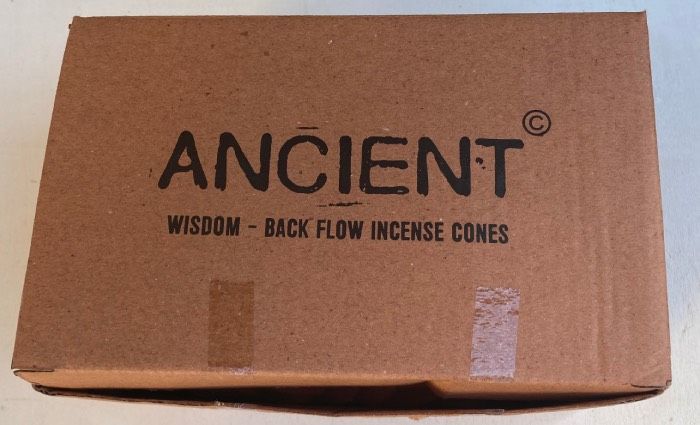 ANCIENT©
WISDOM - BACK FLOW INCENSE CONES